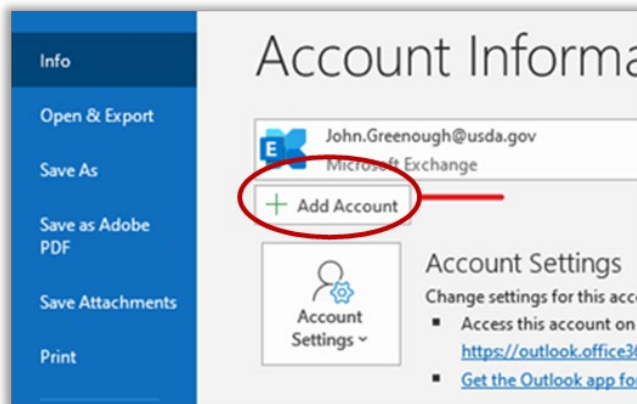 Info
Open & Export
Save As
Save as Adobe
PDF
Save Attachments
Print
Account Informa
E
John.Greenough@usda.gov
Microsoft Exchange
+ Add Account
Account
Settings
Account Settings
Change settings for this acc
Access this account on
https://outlook.office36
Get the Outlook app for